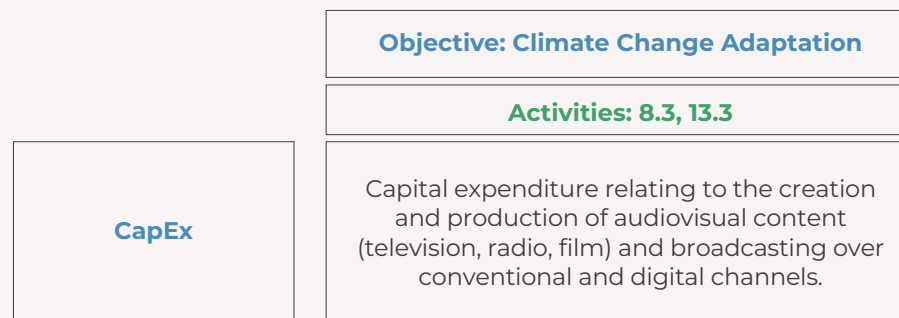 Objective: Climate Change Adaptation
Activities: 8.3, 13.3
CapEx
Capital expenditure relating to the creation
and production of audiovisual content
(television, radio, film) and broadcasting over
conventional and digital channels.